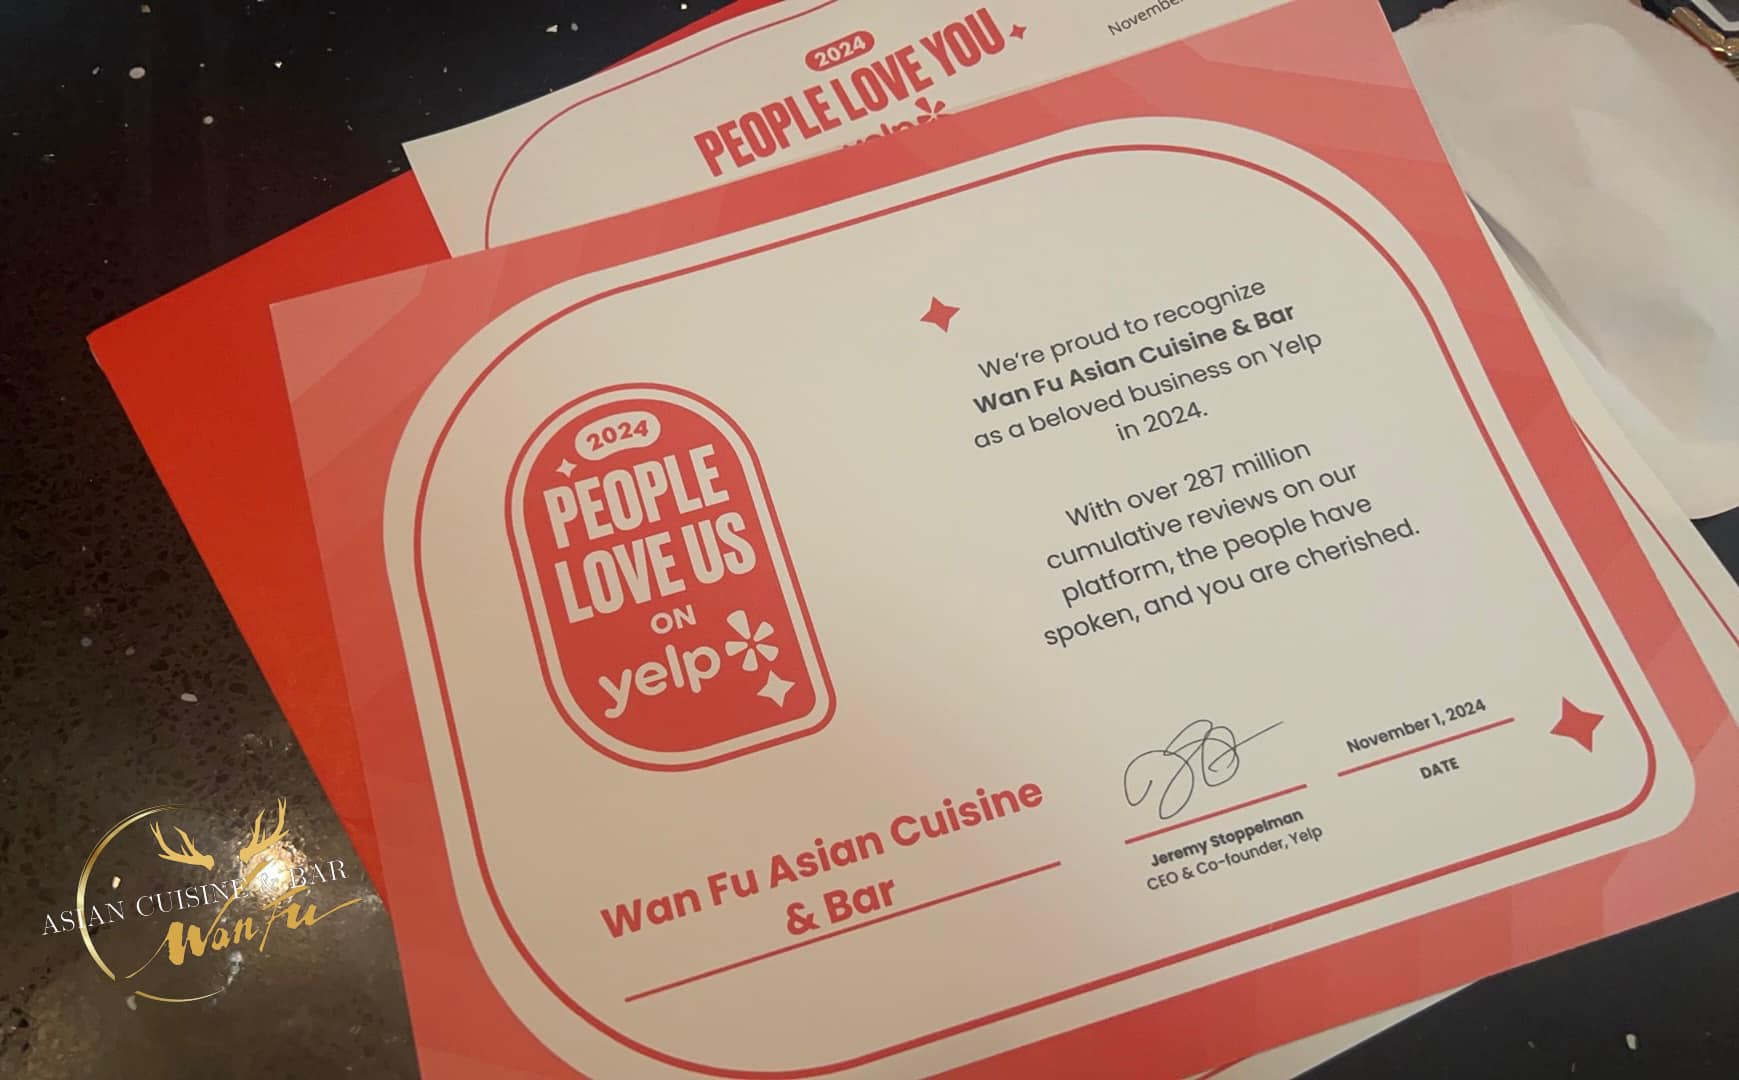 2024
PEOPLE LOVE YOU
yelp
We're proud to recognize
Wan Fu Asian Cuisine & Bar
as a beloved business on Yelp
in 2024.
With over 287 million
cumulative reviews on our
platform, the people have
spoken, and you are cherished.
2024
PEOPLE
LOVE US
ON
yelp
Wan Fu Asian Cuisine
& Bar
Jeremy Stoppelman
CEO & Co-founder, Yelp
November 1, 2024
DATE
ASIAN CUISINE & BAR
Wan Fu